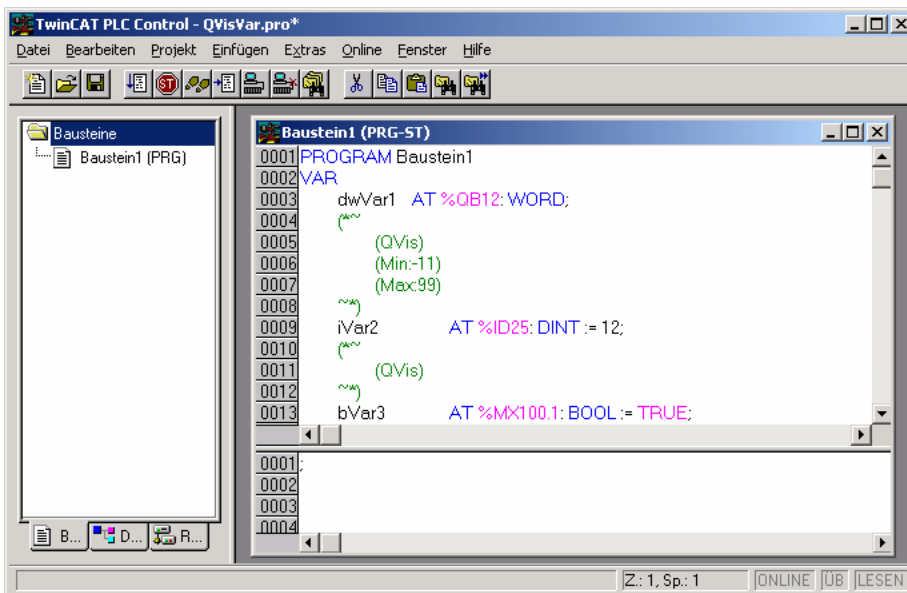 TwinCAT PLC Control - QVisVar.pro*
Datei Bearbeiten Projekt Einfügen Extras Online Fenster Hilfe
ST
Bausteine
Baustein1 (PRG)
B... D... R...
Baustein1 (PRG-ST)
0001 PROGRAM Baustein1
0002 VAR
0003 dwVar1 AT %QB12: WORD;
0004 (*~
0005 (QVis)
0006 (Min:-11)
0007 (Max:99)
0008 ~*)
0009 iVar2 AT %ID25: DINT := 12;
0010 (*~
0011 (QVis)
0012 ~*)
0013 bVar3 AT %MX100.1: BOOL := TRUE;
0001 ;
0002
0003
0004
Z.: 1, Sp.: 1 ONLINE ÜB LESEN